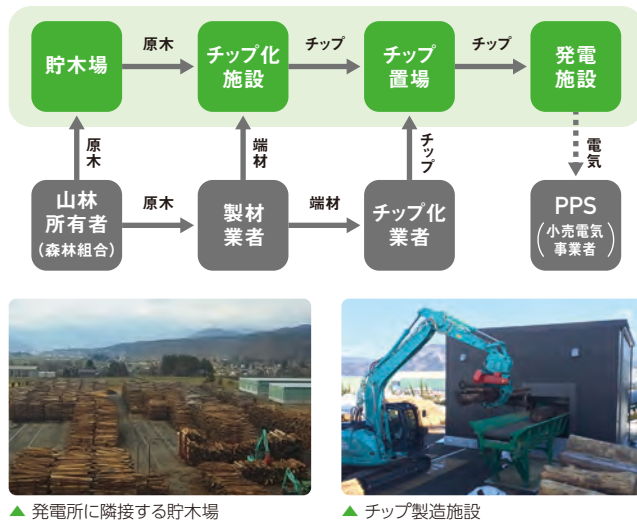 貯木場
原木
チップ化
施設
チップ
チップ
置場
チップ
発電
施設
原木
端材
チップ
電気
山林
所有者
(森林組合)
原木
製材
業者
端材
チップ化
業者
PPS
(小売電気
事業者)
▲ 発電所に隣接する貯木場
▲ チップ製造施設